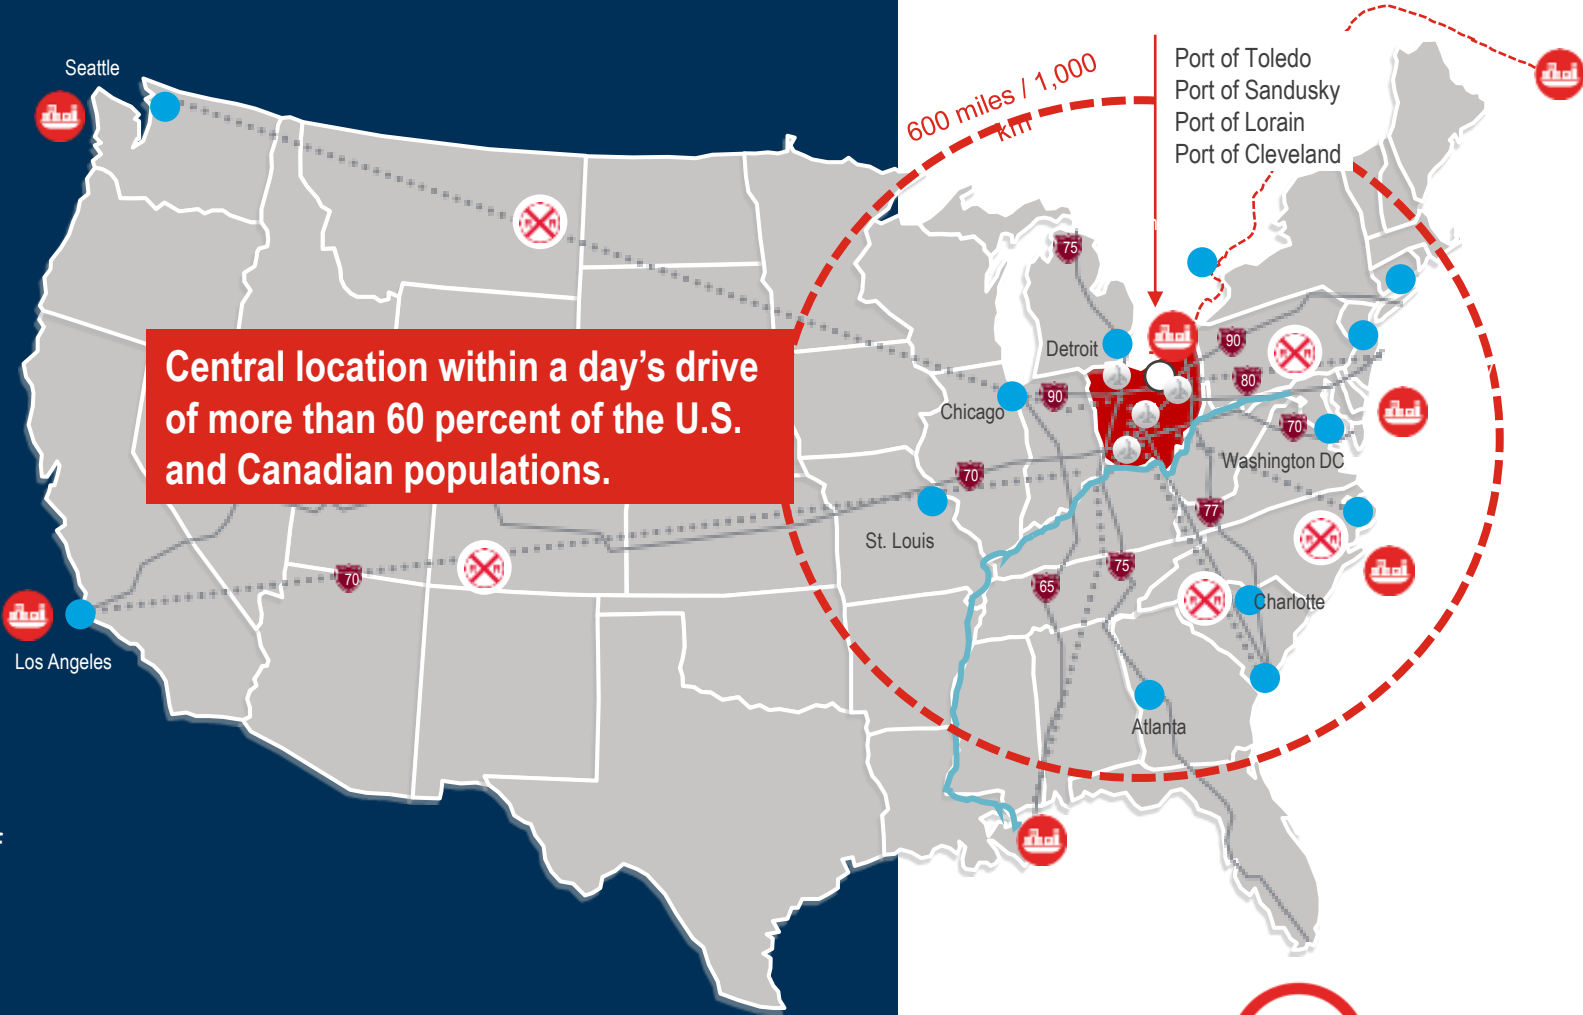 Seattle
600 miles / 1,000
km
Port of Toledo
Port of Sandusky
Port of Lorain
Port of Cleveland
75
Detroit
90
80
90
Chicago
Central location within a day's drive
of more than 60 percent of the U.S.
and Canadian populations.
70
Washington DC
70
77
St. Louis
75
65
70
Charlotte
Los Angeles
Atlanta